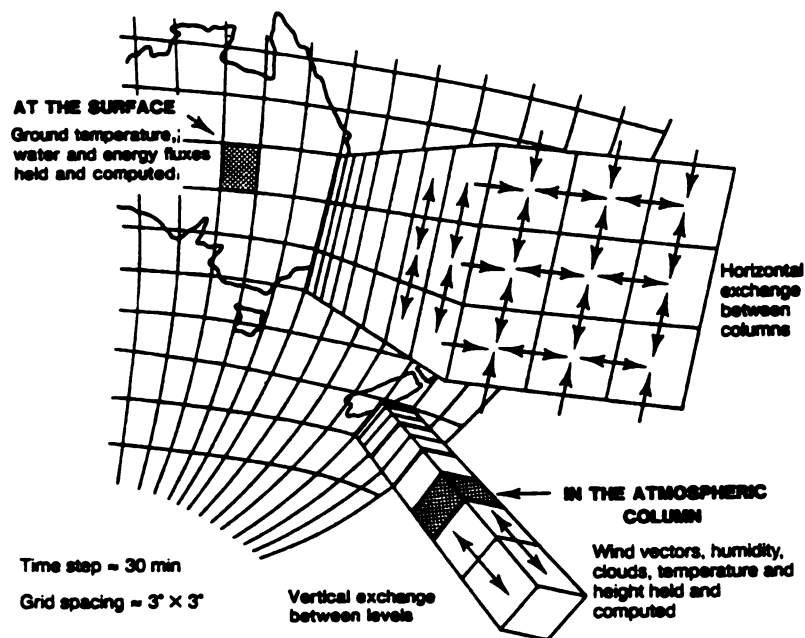 AT THE SURFACE
Ground temperature,
water and energy fluxes
held and computed
Horizontal
exchange
between
columns
IN THE ATMOSPHERIC
COLUMN
Wind vectors, humidity,
clouds, temperature and
height held and
computed
Time step ≈ 30 min
Grid spacing ≈ 3° × 3°
Vertical exchange
between levels